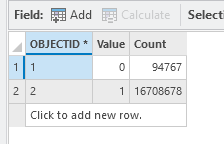 Field: Add Calculate Selecti
OBJECTID * Value Count
1 1 0 94767
2 2 1 16708678
Click to add new row.